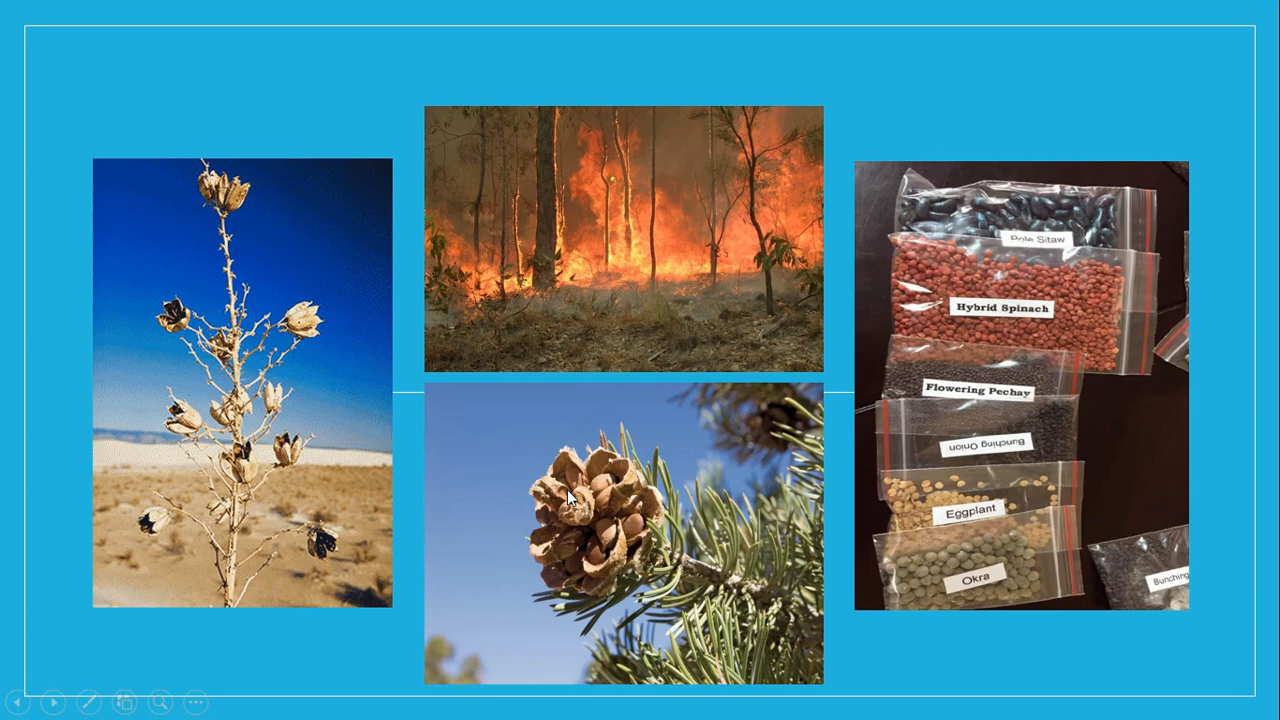 Pole Sitaw
Hybrid Spinach
Flowering Pechay
Bunching Onion
Eggplant
Okra
Bunching